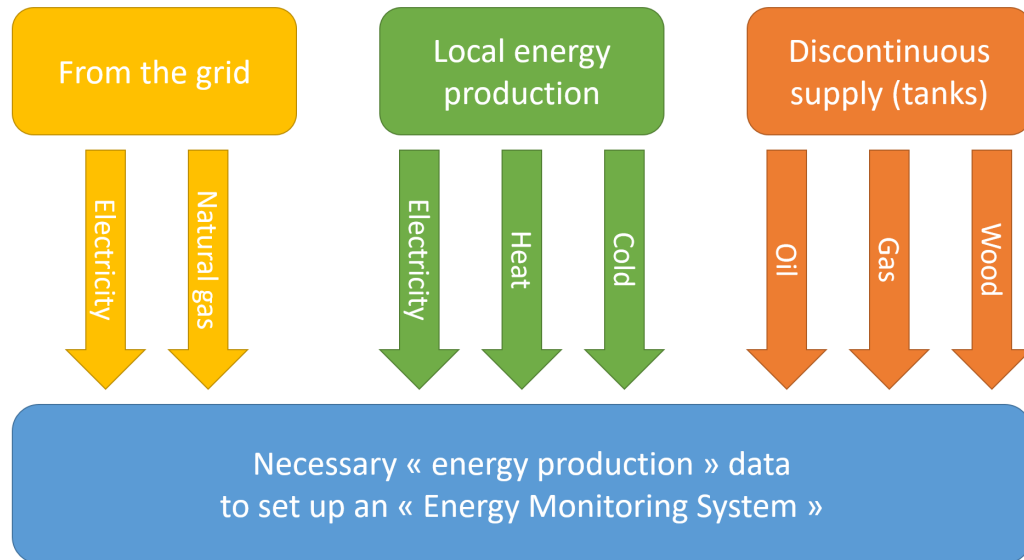 From the grid
Local energy
production
Discontinuous
supply (tanks)
Electricity
Natural gas
Electricity
Heat
Cold
Oil
Gas
Wood
Necessary « energy production » data
to set up an « Energy Monitoring System »